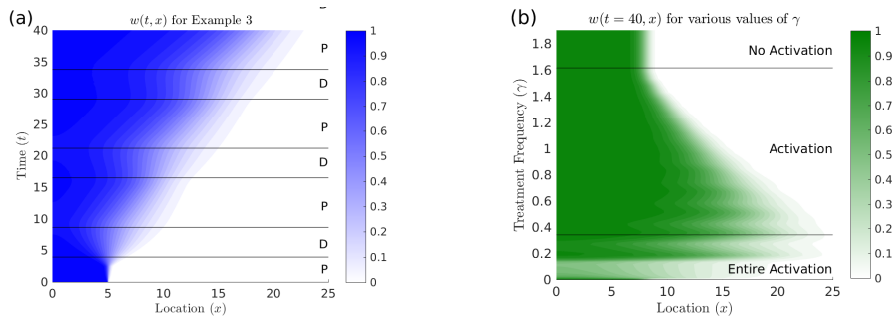 (a)
w(t, x) for Example 3
40
35
30
25
20
15
10
5
0
Time (t)
P
D
P
D
P
D
P
0 5 10 15 20 25
Location (x)
1
0.9
0.8
0.7
0.6
0.5
0.4
0.3
0.2
0.1
0
(b)
w(t = 40, x) for various values of γ
1.8
1.6
1.4
1.2
1
0.8
0.6
0.4
0.2
0
Treatment Frequency (γ)
No Activation
Activation
Entire Activation
0 5 10 15 20 25
Location (x)
1
0.9
0.8
0.7
0.6
0.5
0.4
0.3
0.2
0.1
0